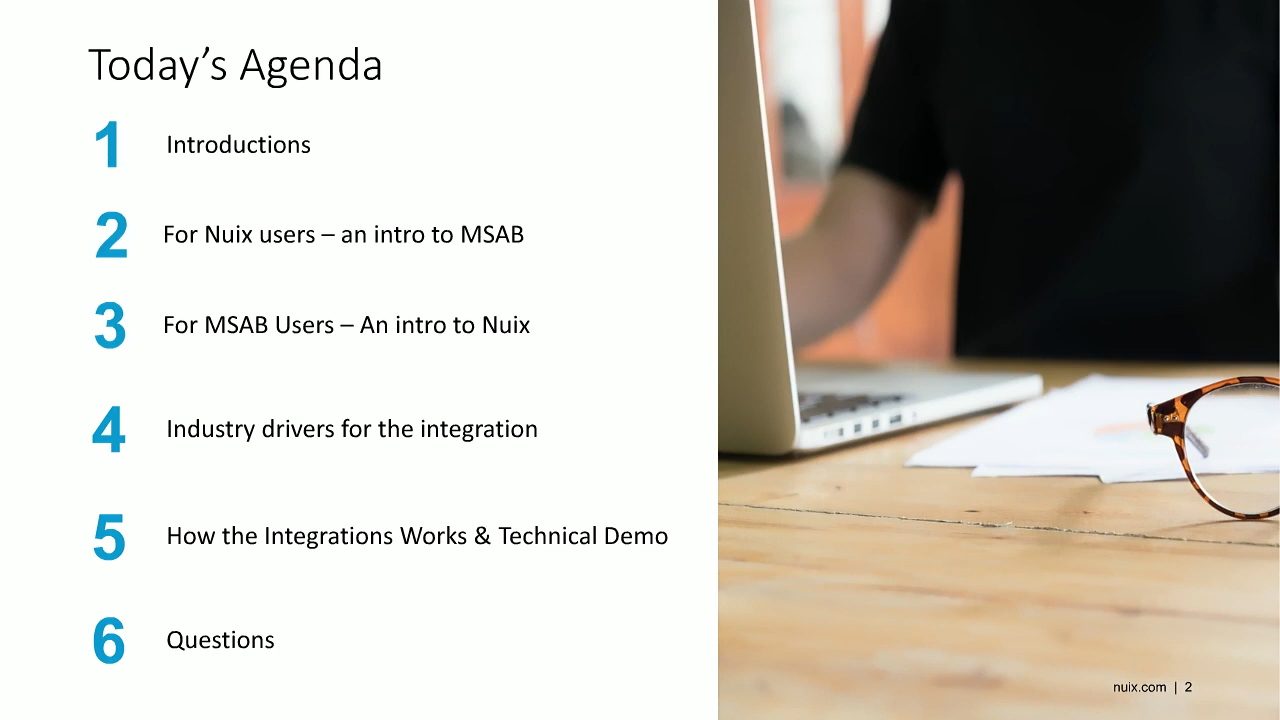 Today’s Agenda
1 Introductions
2 For Nuix users – an intro to MSAB
3 For MSAB Users – An intro to Nuix
4 Industry drivers for the integration
5 How the Integrations Works & Technical Demo
6 Questions
nuix.com | 2